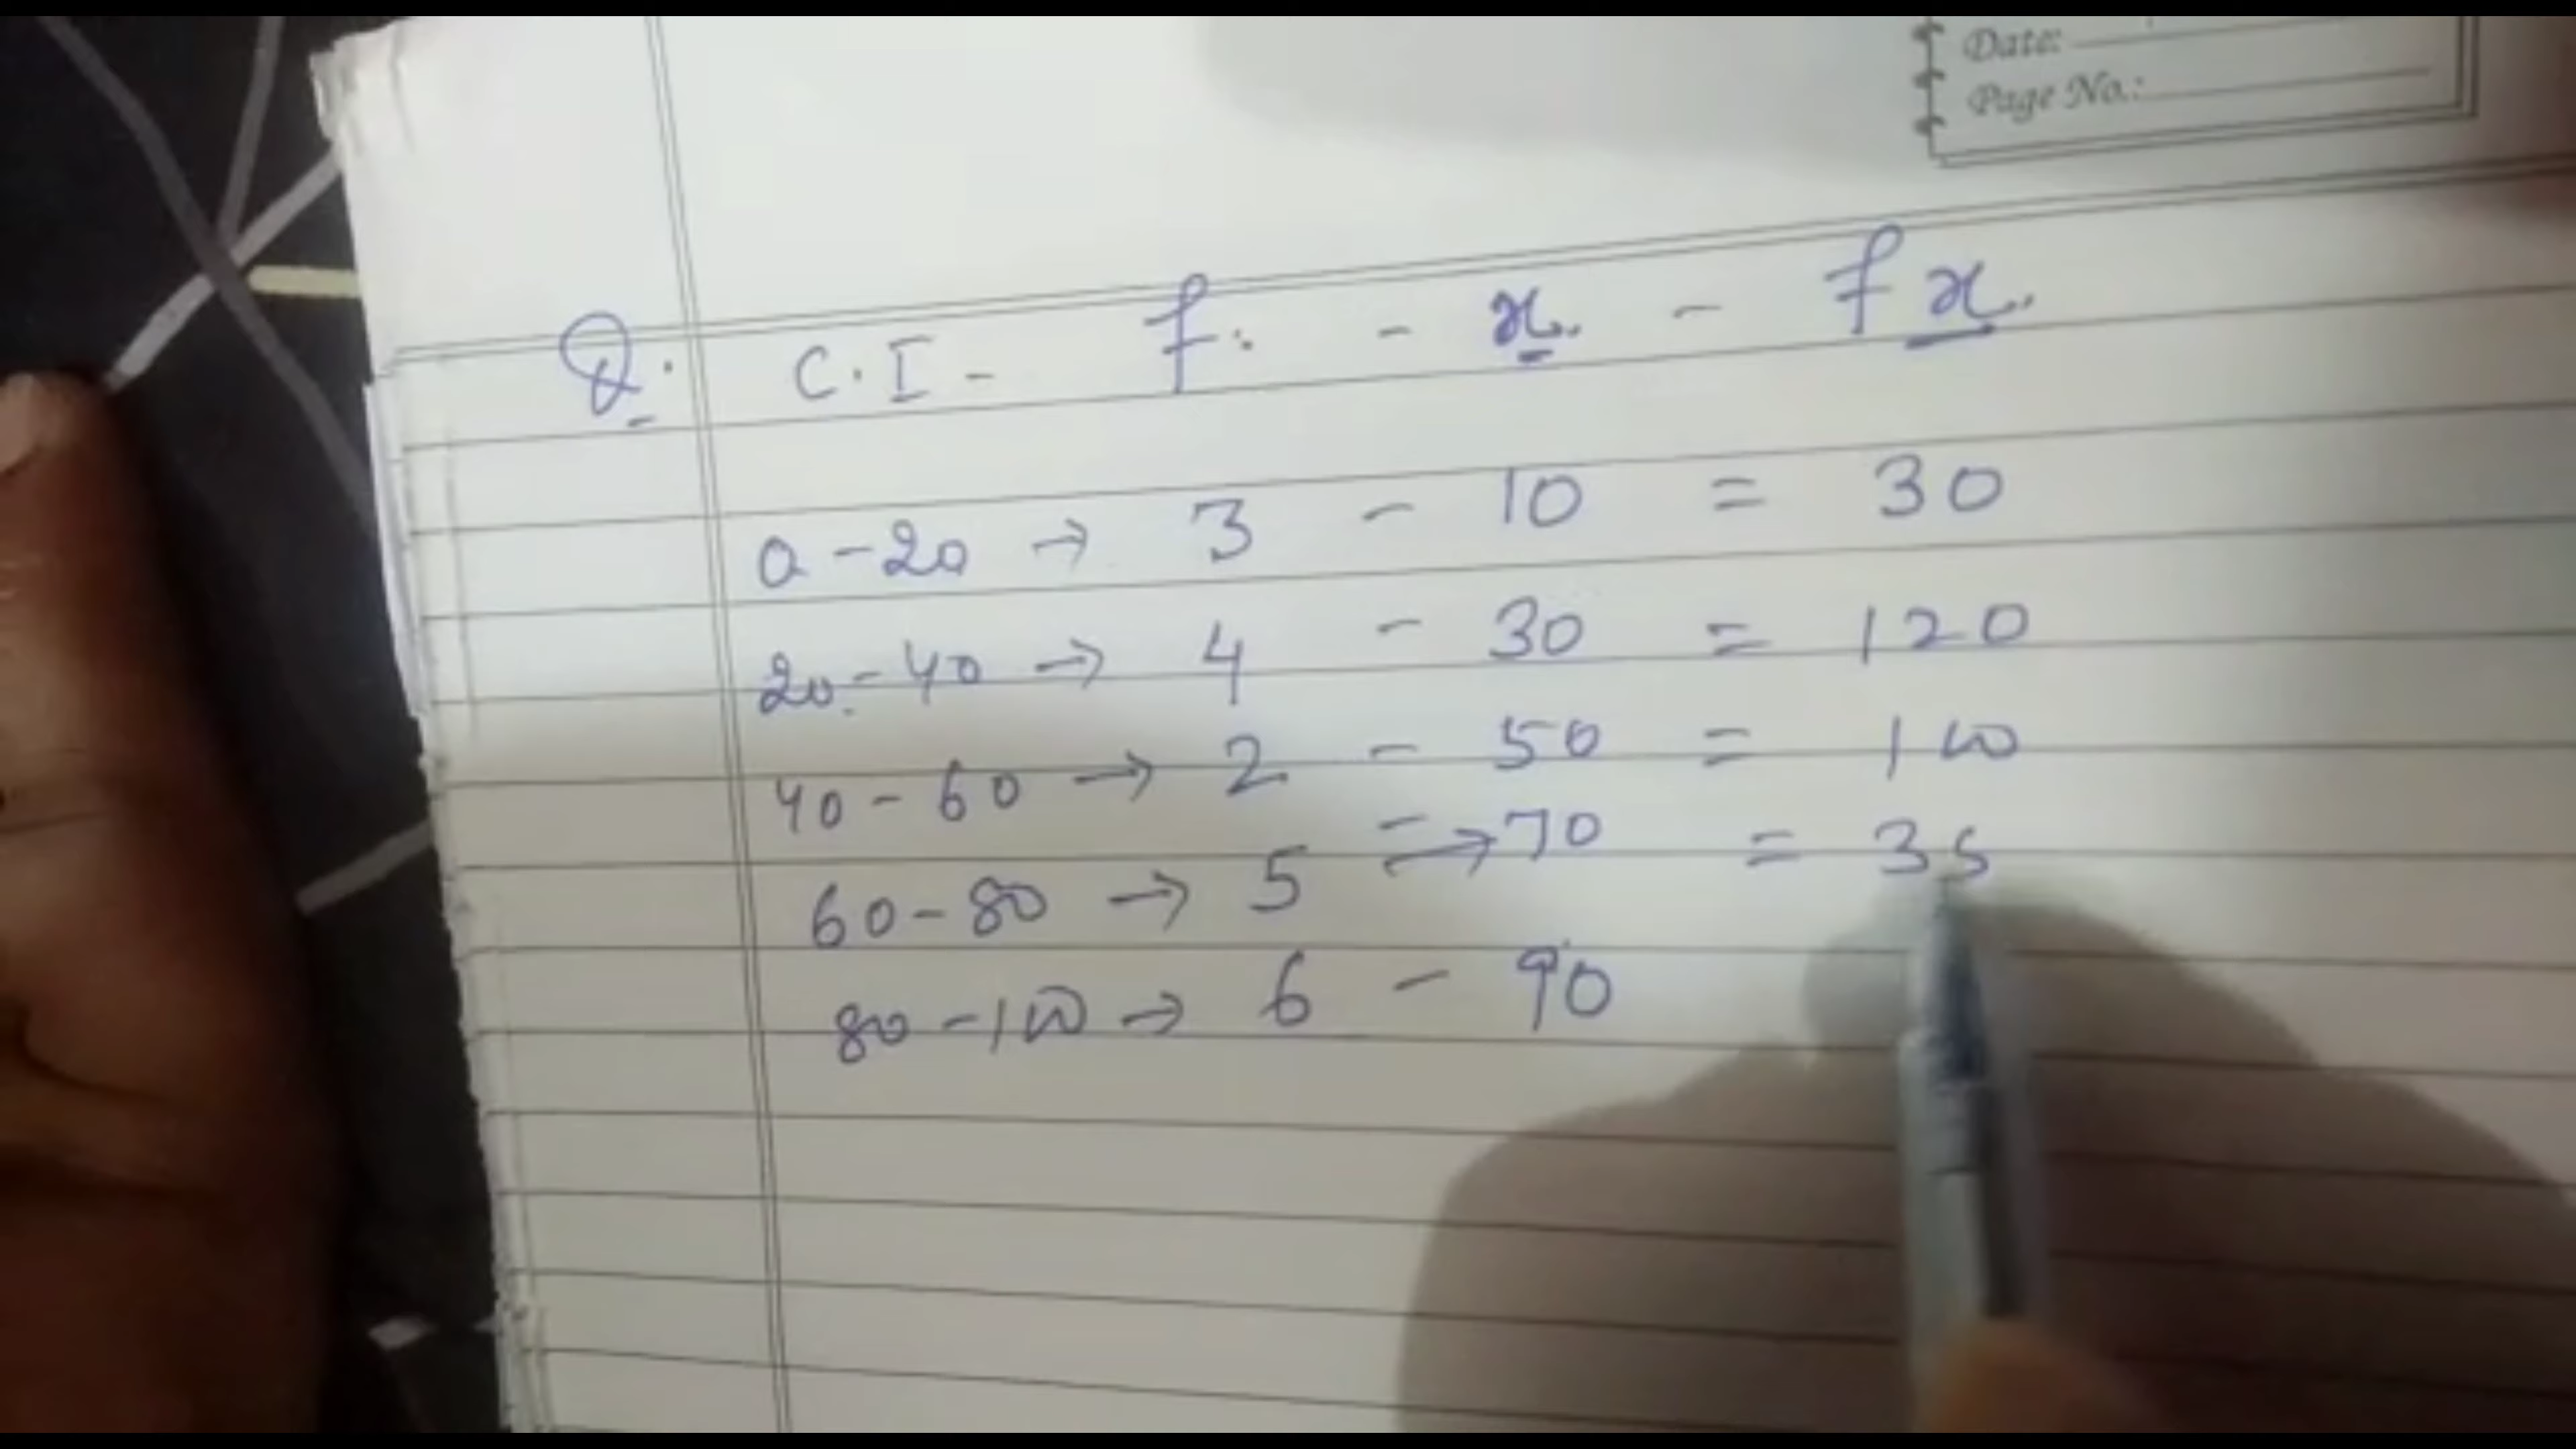 Date:
Page No.:
Q. C.I - f. - x. - fx.
0-20 → 3 - 10 = 30
20-40 → 4 - 30 = 120
40-60 → 2 - 50 = 100
60-80 → 5 → 70 = 35
80-100 → 6 - 90